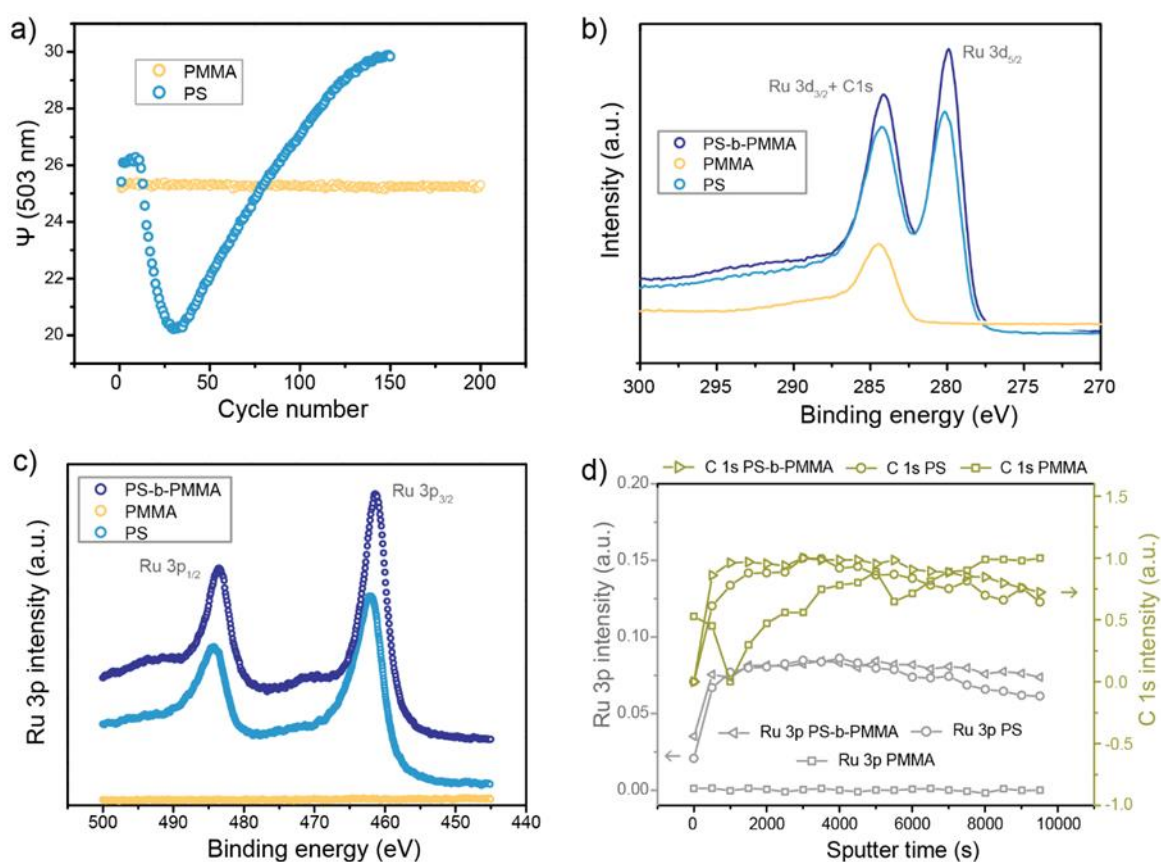 a)
PMMA
PS
Ψ (503 nm)
30
28
26
24
22
20
0
50
100
150
200
Cycle number
b)
Ru 3d5/2
Ru 3d3/2 + C1s
PS-b-PMMA
PMMA
PS
Intensity (a.u.)
300
295
290
285
280
274
270
Binding energy (eV)
c)
PS-b-PMMA
PMMA
PS
Ru 3p3/2
Ru 3p1/2
Ru 3p intensity (a.u.)
500
490
480
470
460
450
440
Binding energy (eV)
d)
C 1s PS-b-PMMA
C 1s PS
C 1s PMMA
Ru 3p intensity (a.u.)
0.20
0.15
0.10
0.05
0.00
1.5
1.0
0.5
0.0
-0.5
-1.0
C 1s intensity (a.u.)
Ru 3p PS-b-PMMA
Ru 3p PS
Ru 3p PMMA
0
2000
4000
6000
8000
10000
Sputter time (s)